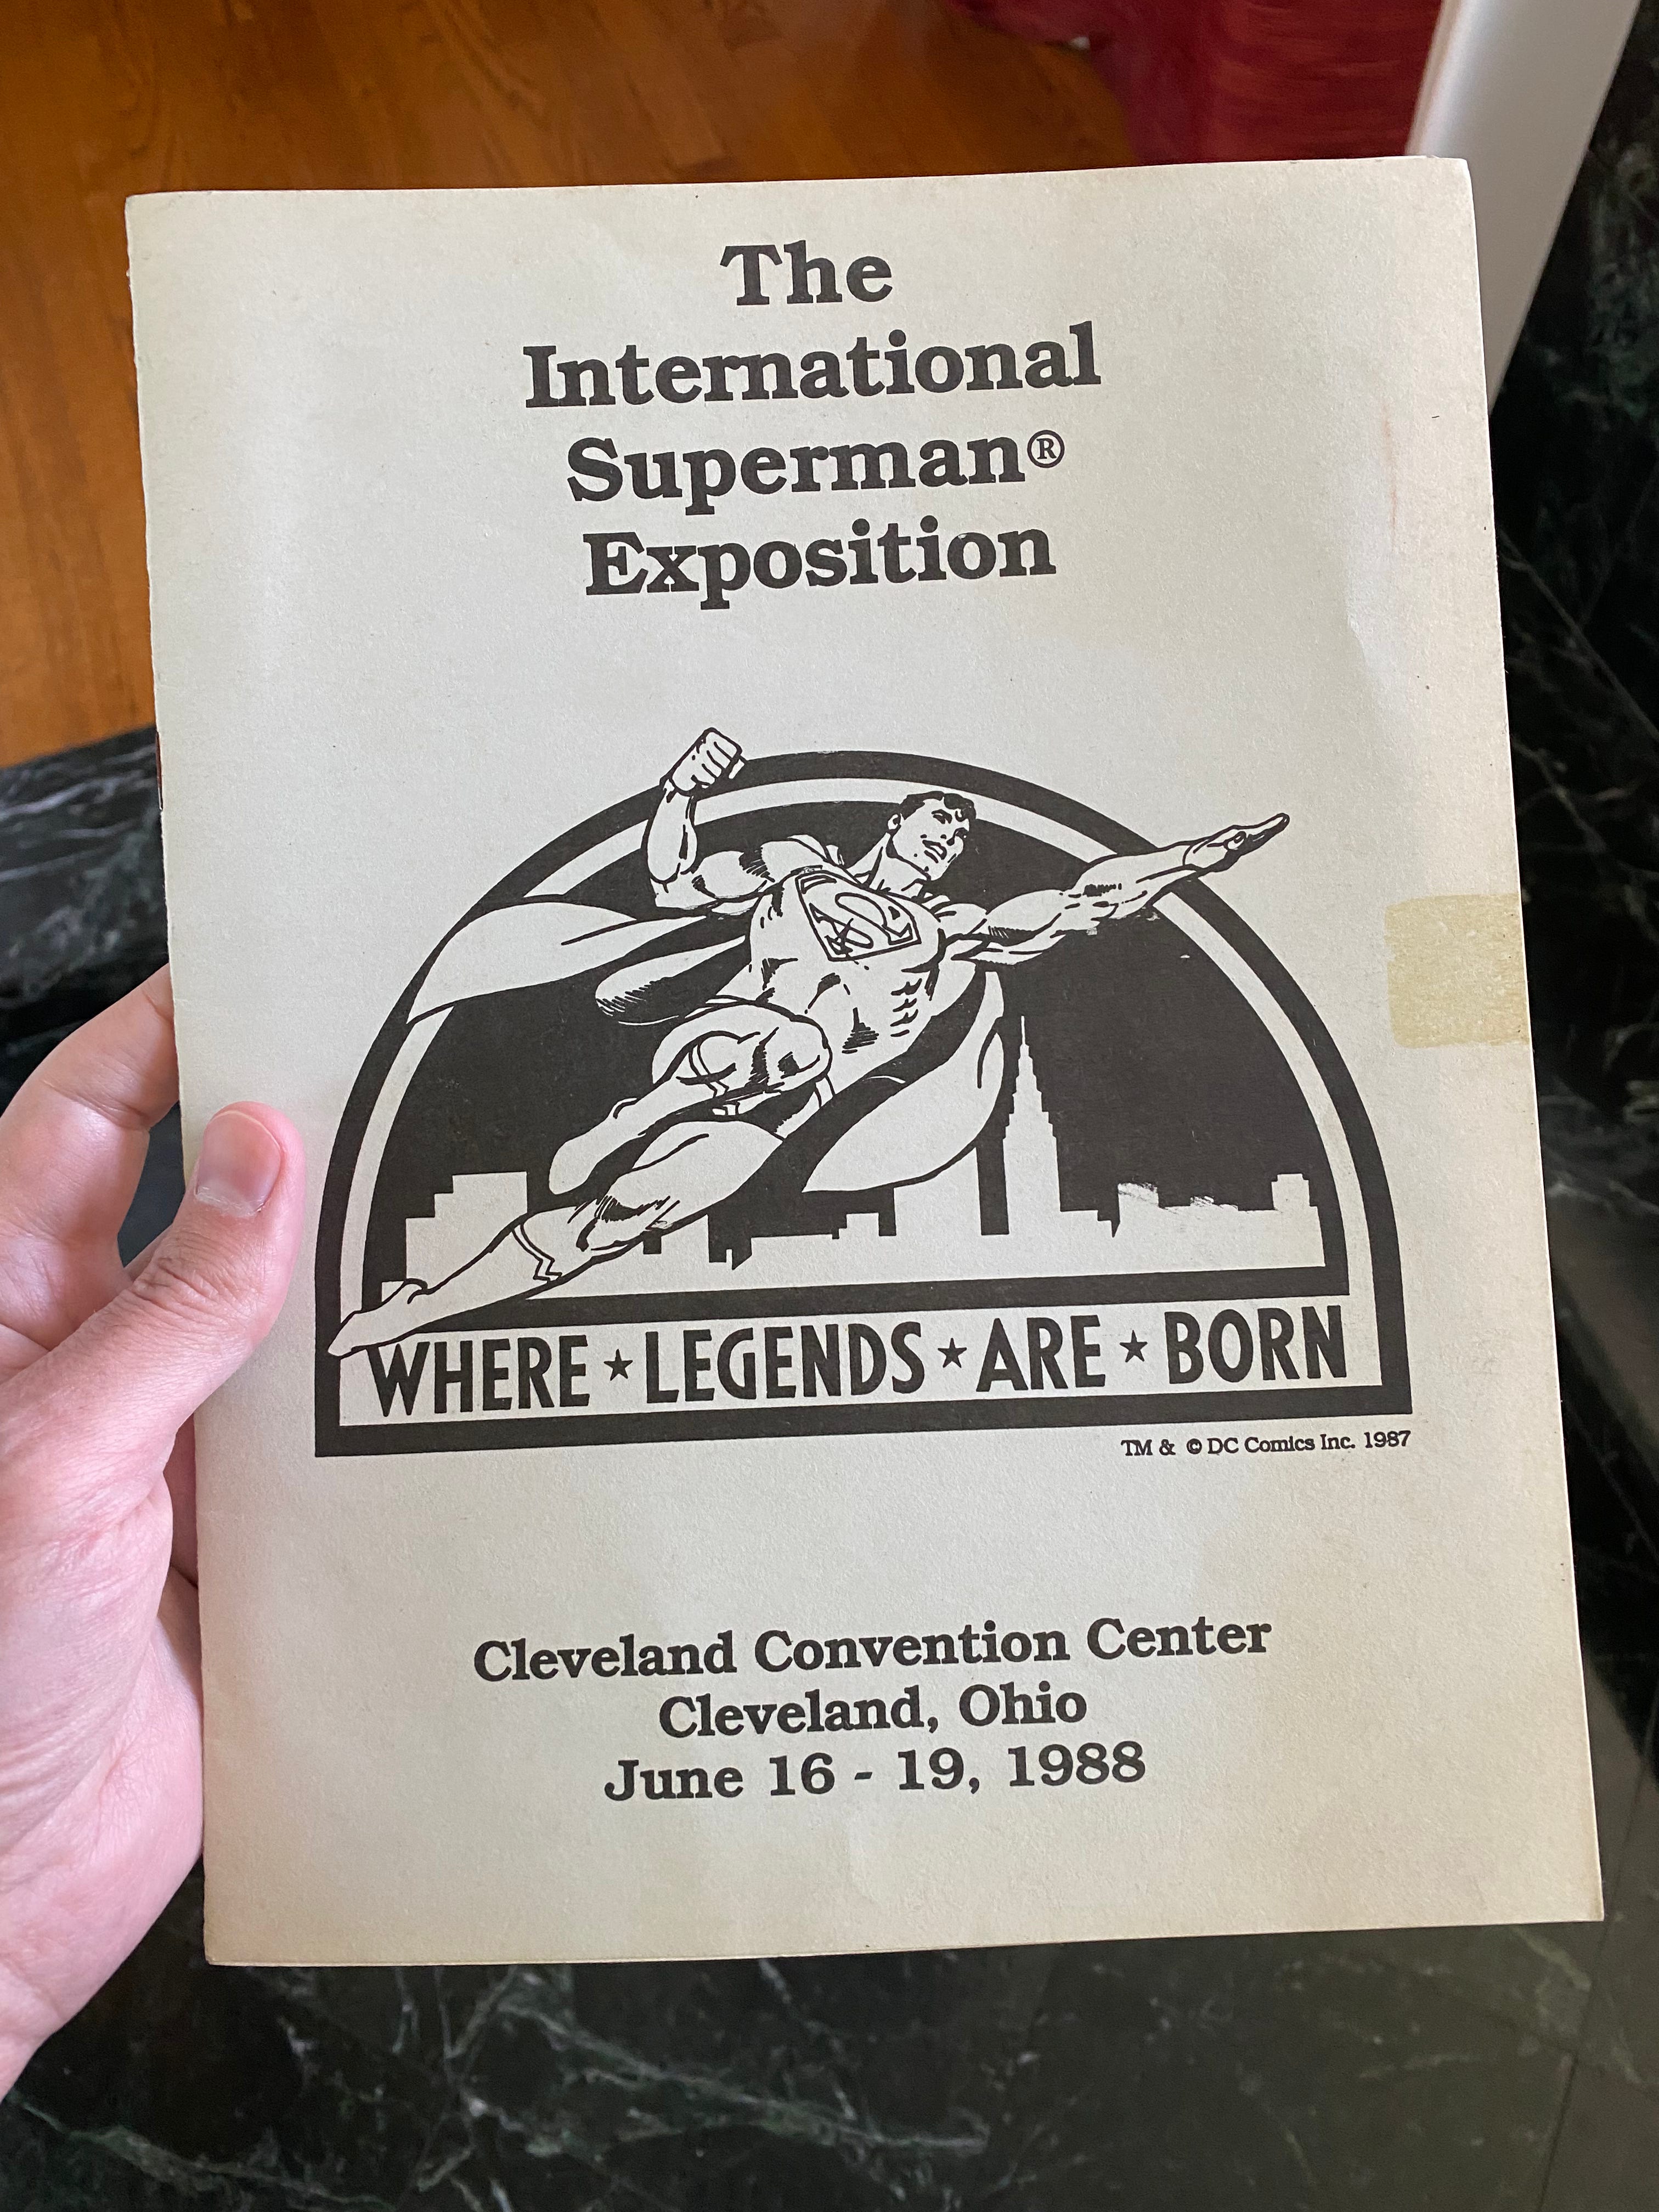 The
International
Superman®
Exposition
S
WHERE ★ LEGENDS ★ ARE ★ BORN
TM & © DC Comics Inc. 1987
Cleveland Convention Center
Cleveland, Ohio
June 16 - 19, 1988